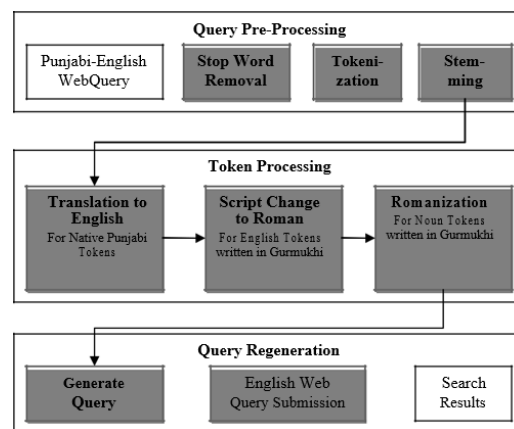 Query Pre-Processing
Punjabi-English
WebQuery
Stop Word
Removal
Tokeni-
zation
Stem-
ming
Token Processing
Translation to
English
For Native Punjabi
Tokens
Script Change
to Roman
For English Tokens
written in Gurmukhi
Romanization
For Noun Tokens
written in Gurmukhi
Query Regeneration
Generate
Query
English Web
Query Submission
Search
Results